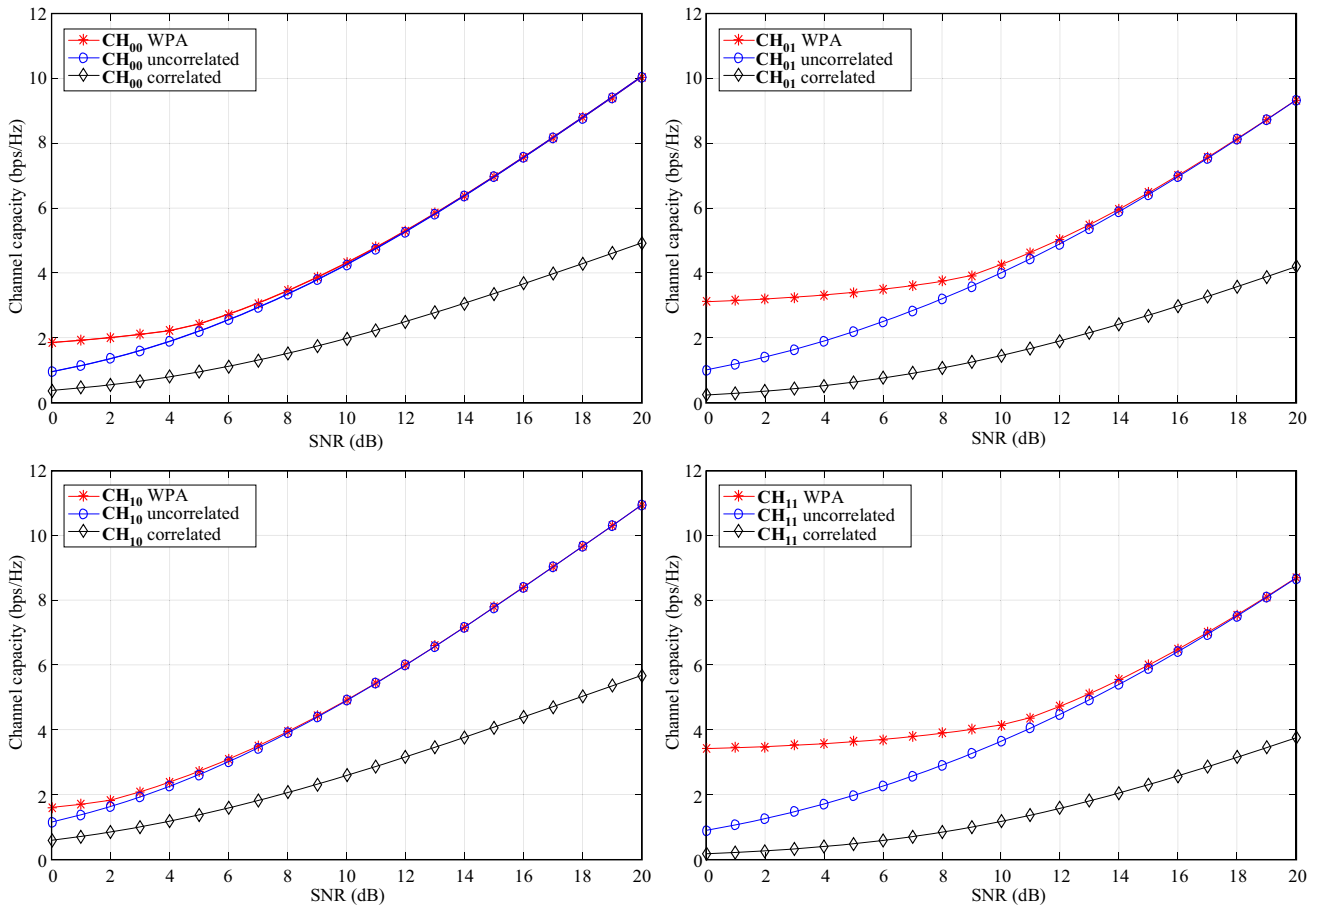 12
10
8
6
4
2
0
Channel capacity (bps/Hz)
CH00 WPA
CH00 uncorrelated
CH00 correlated
0 2 4 6 8 10 12 14 16 18 20
SNR (dB)
12
10
8
6
4
2
0
Channel capacity (bps/Hz)
CH01 WPA
CH01 uncorrelated
CH01 correlated
0 2 4 6 8 10 12 14 16 18 20
SNR (dB)
12
10
8
6
4
2
0
Channel capacity (bps/Hz)
CH10 WPA
CH10 uncorrelated
CH10 correlated
0 2 4 6 8 10 12 14 16 18 20
SNR (dB)
12
10
8
6
4
2
0
Channel capacity (bps/Hz)
CH11 WPA
CH11 uncorrelated
CH11 correlated
0 2 4 6 8 10 12 14 16 18 20
SNR (dB)